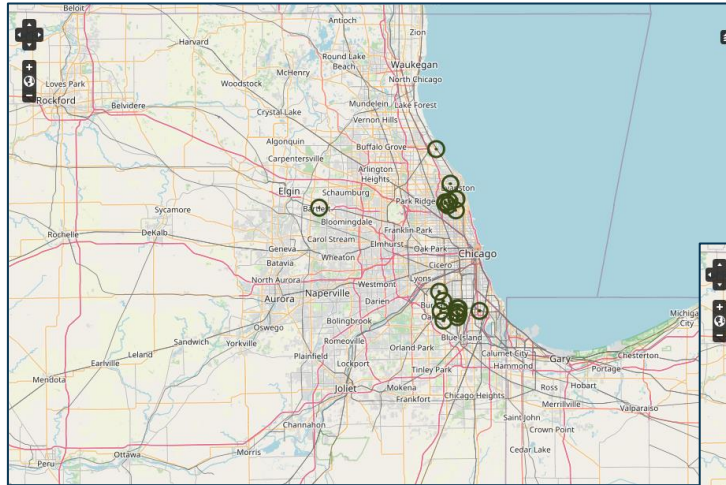 Beloit
Antioch
Zion
Harvard
Round Lake
Beach
Waukegan
McHenry
North Chicago
Woodstock
Loves Park
Mundelein
Lake Forest
Rockford
Belvidere
Crystal Lake
Vernon Hills
Algonquin
Buffalo Grove
Carpentersville
Arlington
Heights
Elgin
Schaumburg
Park Ridge
Sycamore
Bloomingdale
Rochelle
DeKalb
Carol Stream
Franklin Park
Geneva
Elmhurst
Oak Park
Batavia
Wheaton
Chicago
Cicero
North Aurora
Lyons
Aurora
Naperville
Westmont
Darien
Oswego
Bolingbrook
Sandwich
Yorkville
Romeoville
Blue Island
Michigan
City
Leland
Orland Park
Calumet City
Gary
Chesterton
Earlville
Plainfield
Lockport
Tinley Park
Hammond
Portage
Mendota
Joliet
Mokena
Ross
Hobart
Frankfort
Chicago Heights
Merrillville
Valparaiso
Channahon
Saint John
Crown Point
Peru
Ottawa
Morris
Cedar Lake